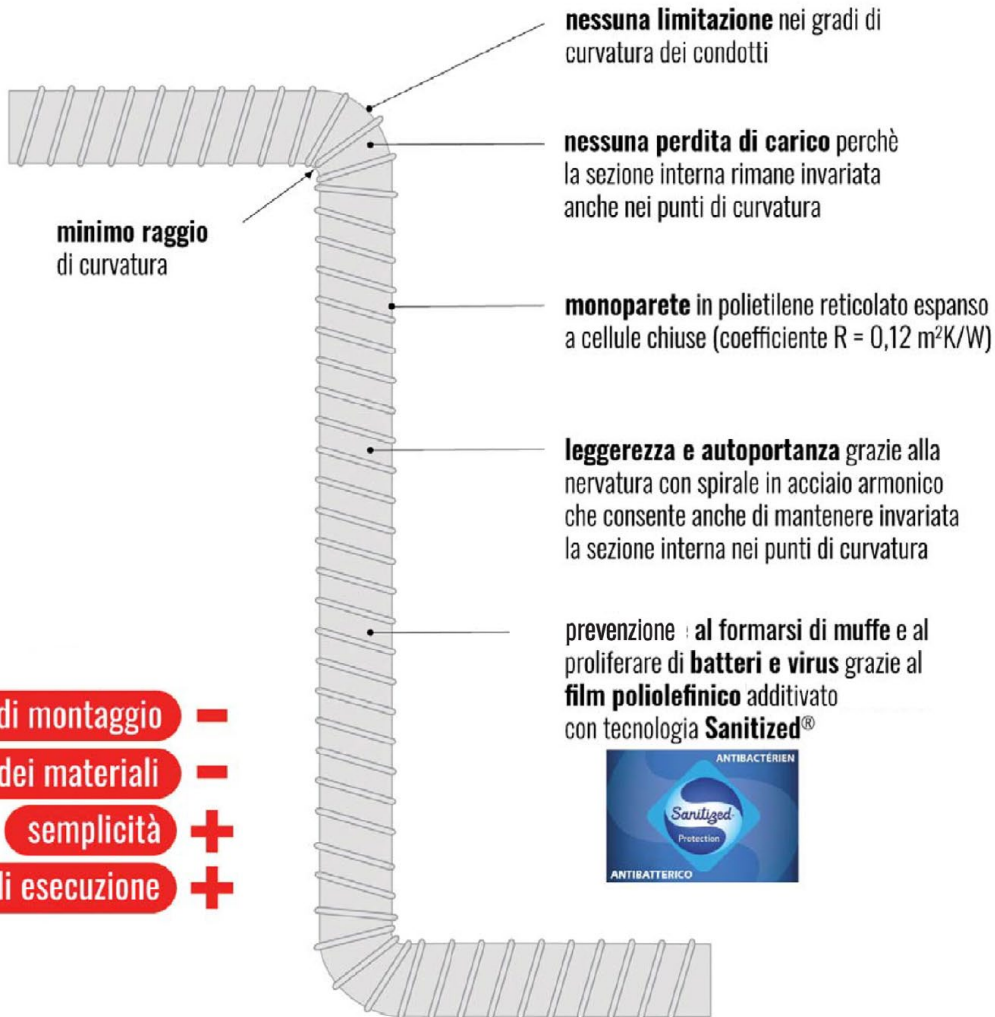 nessuna limitazione nei gradi di
curvatura dei condotti
nessuna perdita di carico perchè
la sezione interna rimane invariata
anche nei punti di curvatura
minimo raggio
di curvatura
monoparete in polietilene reticolato espanso
a cellule chiuse (coefficiente R = 0,12 m²K/W)
leggerezza e autoportanza grazie alla
nervatura con spirale in acciaio armonico
che consente anche di mantenere invariata
la sezione interna nei punti di curvatura
prevenzione al formarsi di muffe e al
proliferare di batteri e virus grazie al
film poliolefinico additivato
con tecnologia Sanitized®
di montaggio -
dei materiali -
semplicità +
di esecuzione +
ANTIBACTÉRIEN
Sanitized
Protection
ANTIBATTERICO